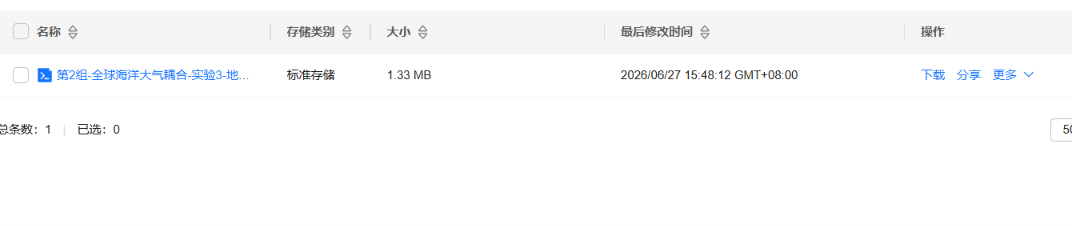 名称 存储类别 大小 最后修改时间 操作
第2组-全球海洋大气耦合-实验3-地... 标准存储 1.33 MB 2026/06/27 15:48:12 GMT+08:00 下载 分享 更多
总条数：1 | 已选：0 50